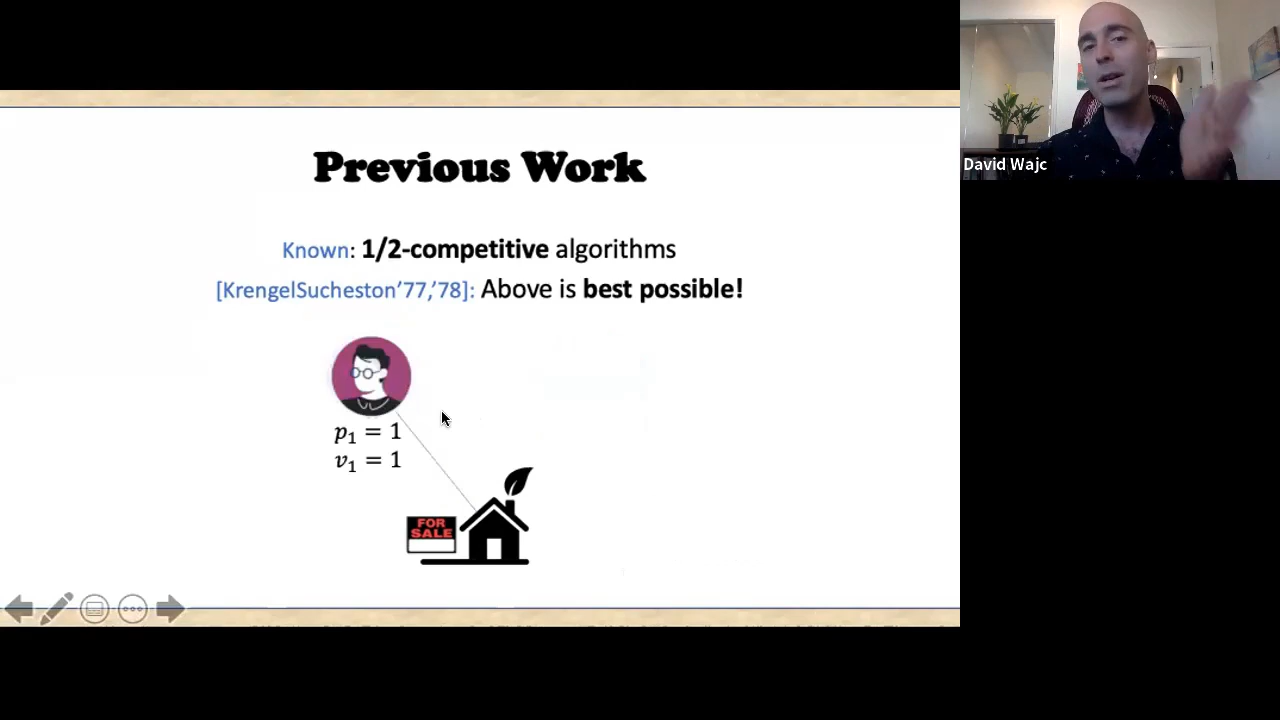 Previous Work
Known: 1/2-competitive algorithms
[KrengelSucheston’77,’78]: Above is best possible!
p₁ = 1
v₁ = 1
FOR
SALE
David Wajc